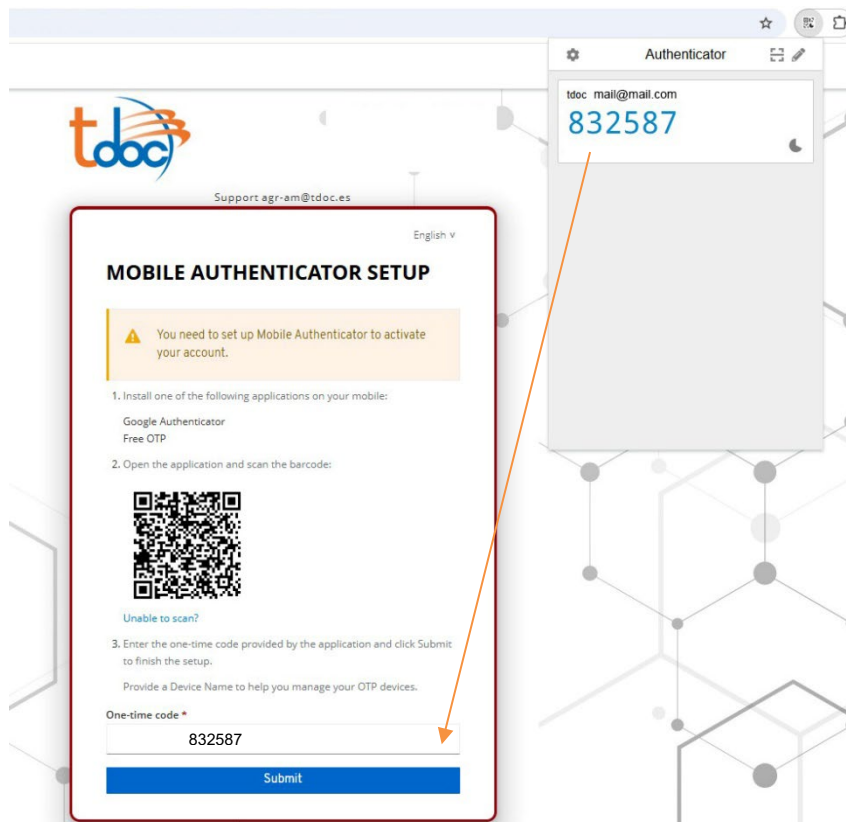 Authenticator
tdoc mail@mail.com
832587
tdoc
Support agr-am@tdoc.es
English v
MOBILE AUTHENTICATOR SETUP
You need to set up Mobile Authenticator to activate
your account.
1. Install one of the following applications on your mobile:
Google Authenticator
Free OTP
2. Open the application and scan the barcode:
Unable to scan?
3. Enter the one-time code provided by the application and click Submit
to finish the setup.
Provide a Device Name to help you manage your OTP devices.
One-time code *
832587
Submit